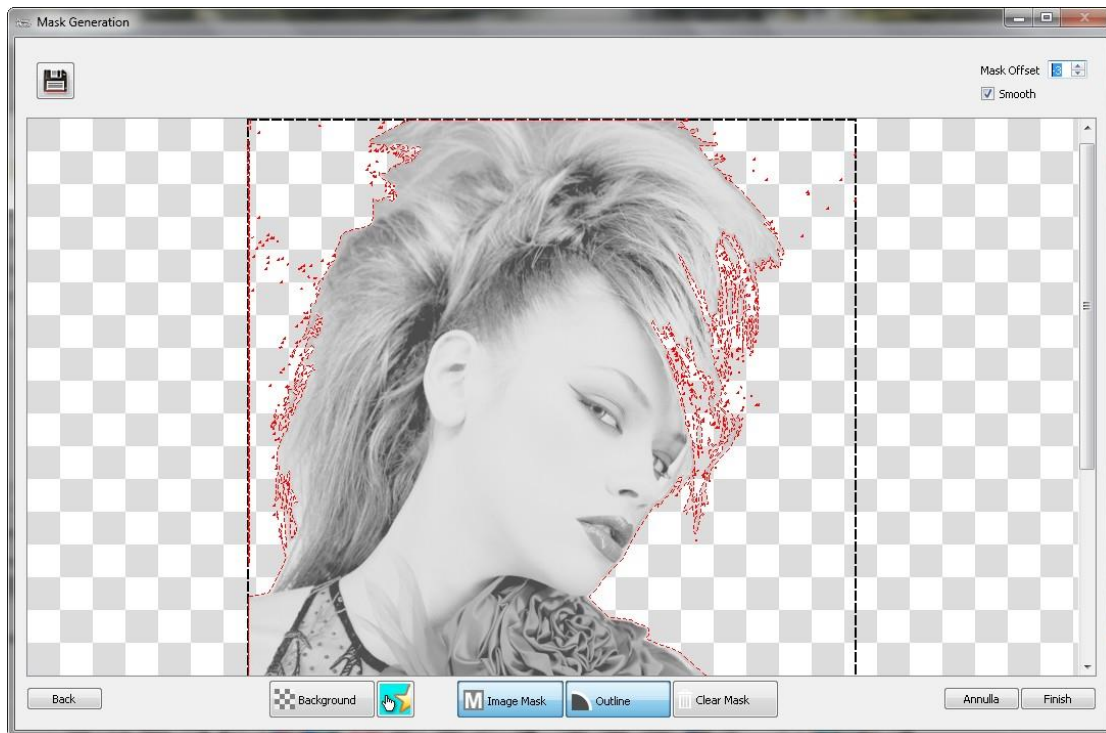 Mask Generation
Mask Offset
Smooth
Back
Background
M Image Mask
Outline
Clear Mask
Annulla
Finish